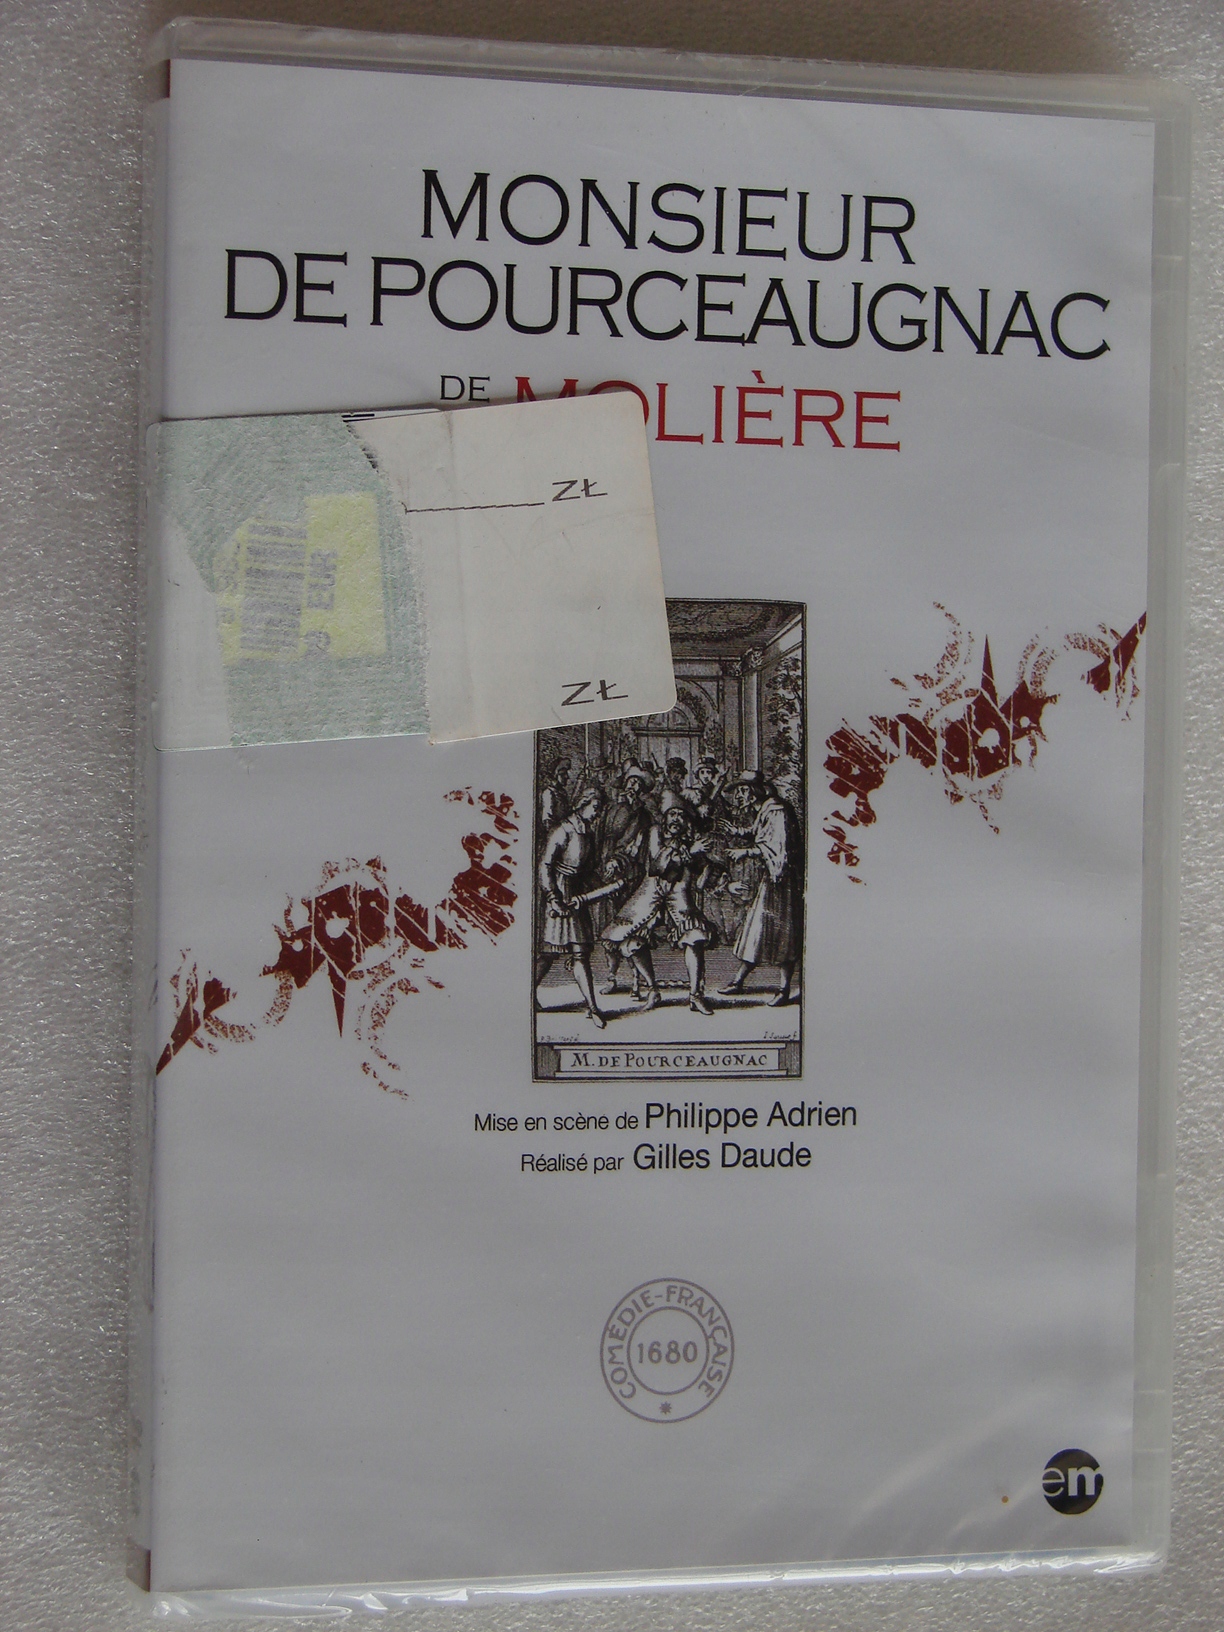 MONSIEUR
DE POURCEAUGNAC
DE MOLIÈRE
ZŁ
EUR
ZŁ
M. DE POURCEAUGNAC
Mise en scène de Philippe Adrien
Réalisé par Gilles Daude
COMÉDIE-FRANÇAISE
1680
em